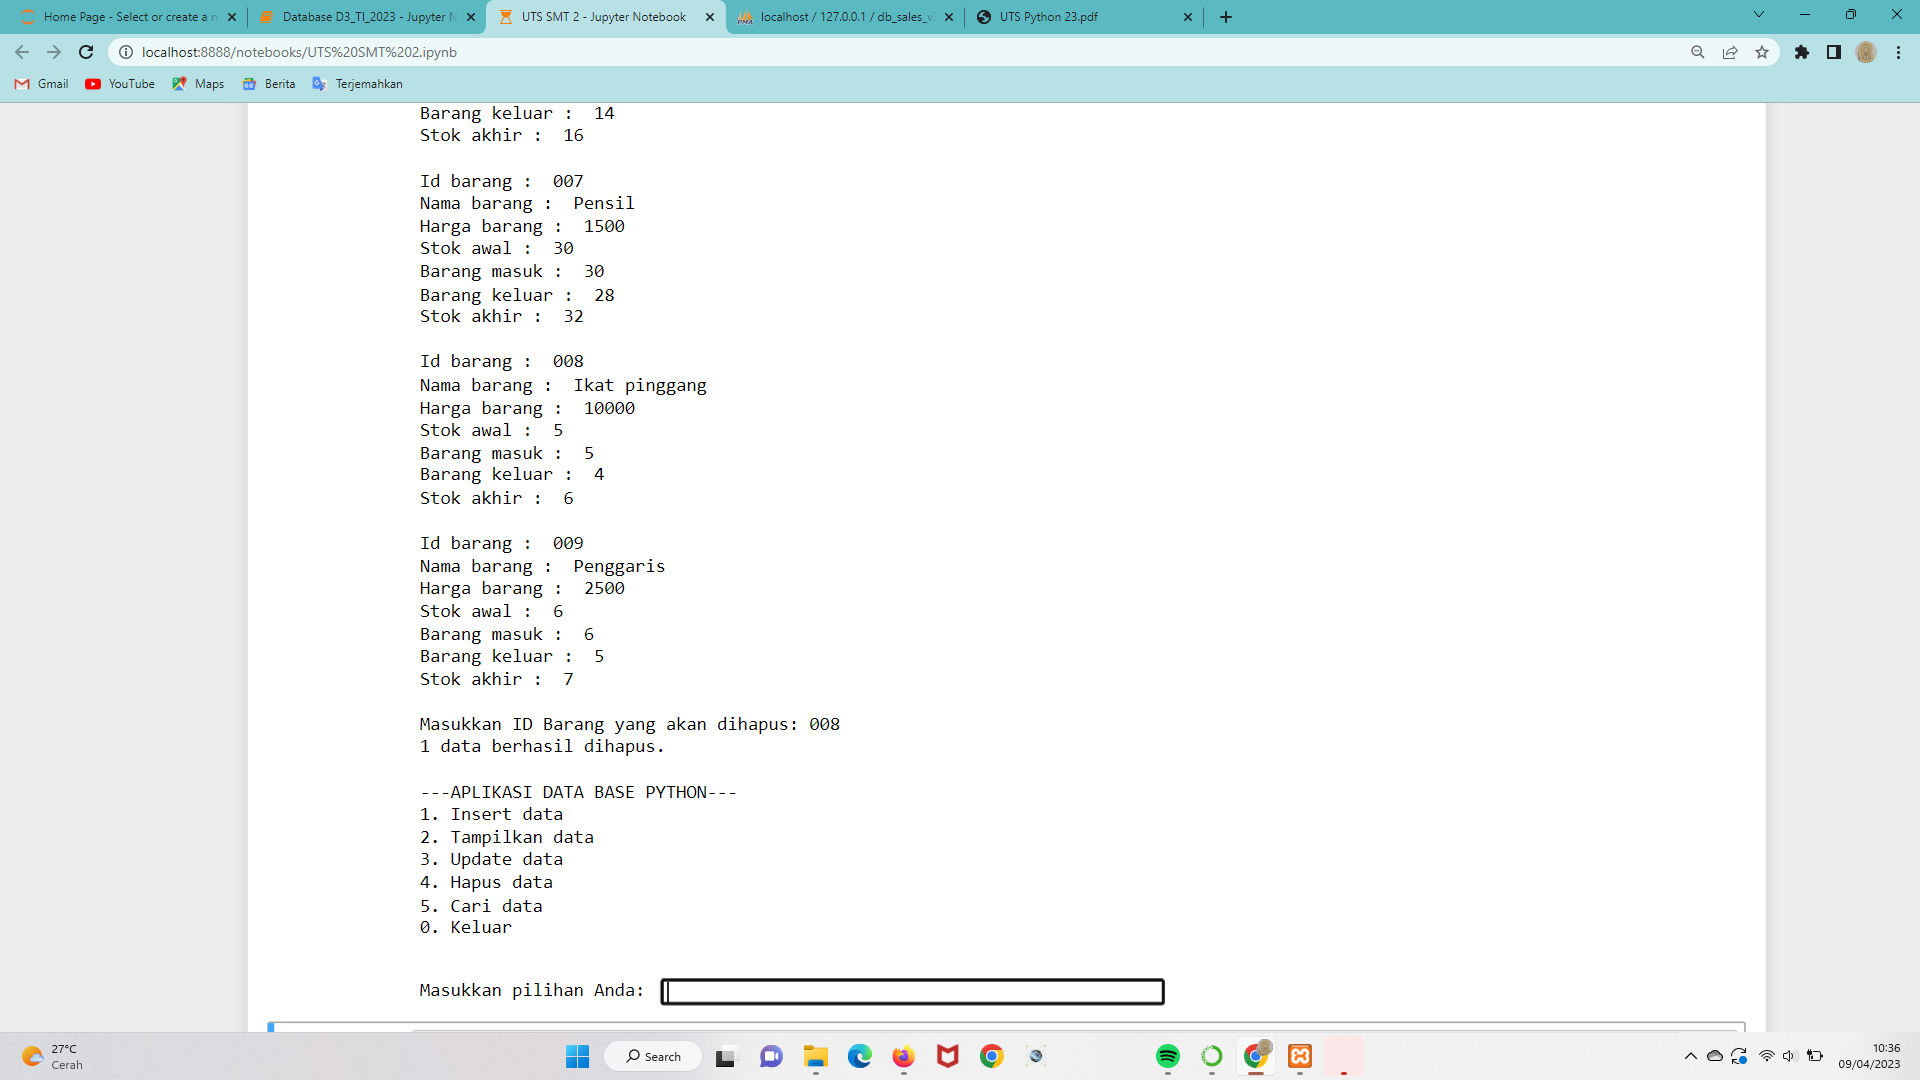 Home Page - Select or create a n
Database D3_TI_2023 - Jupyter N
UTS SMT 2 - Jupyter Notebook
localhost / 127.0.0.1 / db_sales_v
UTS Python 23.pdf
localhost:8888/notebooks/UTS%20SMT%202.ipynb
Gmail
YouTube
Maps
Berita
Terjemahkan
Barang keluar :  14
Stok akhir :  16
Id barang :  007
Nama barang :  Pensil
Harga barang :  1500
Stok awal :  30
Barang masuk :  30
Barang keluar :  28
Stok akhir :  32
Id barang :  008
Nama barang :  Ikat pinggang
Harga barang :  10000
Stok awal :  5
Barang masuk :  5
Barang keluar :  4
Stok akhir :  6
Id barang :  009
Nama barang :  Penggaris
Harga barang :  2500
Stok awal :  6
Barang masuk :  6
Barang keluar :  5
Stok akhir :  7
Masukkan ID Barang yang akan dihapus: 008
1 data berhasil dihapus.
---APLIKASI DATA BASE PYTHON---
1. Insert data
2. Tampilkan data
3. Update data
4. Hapus data
5. Cari data
0. Keluar
Masukkan pilihan Anda:
27°C
Cerah
Search
10:36
09/04/2023